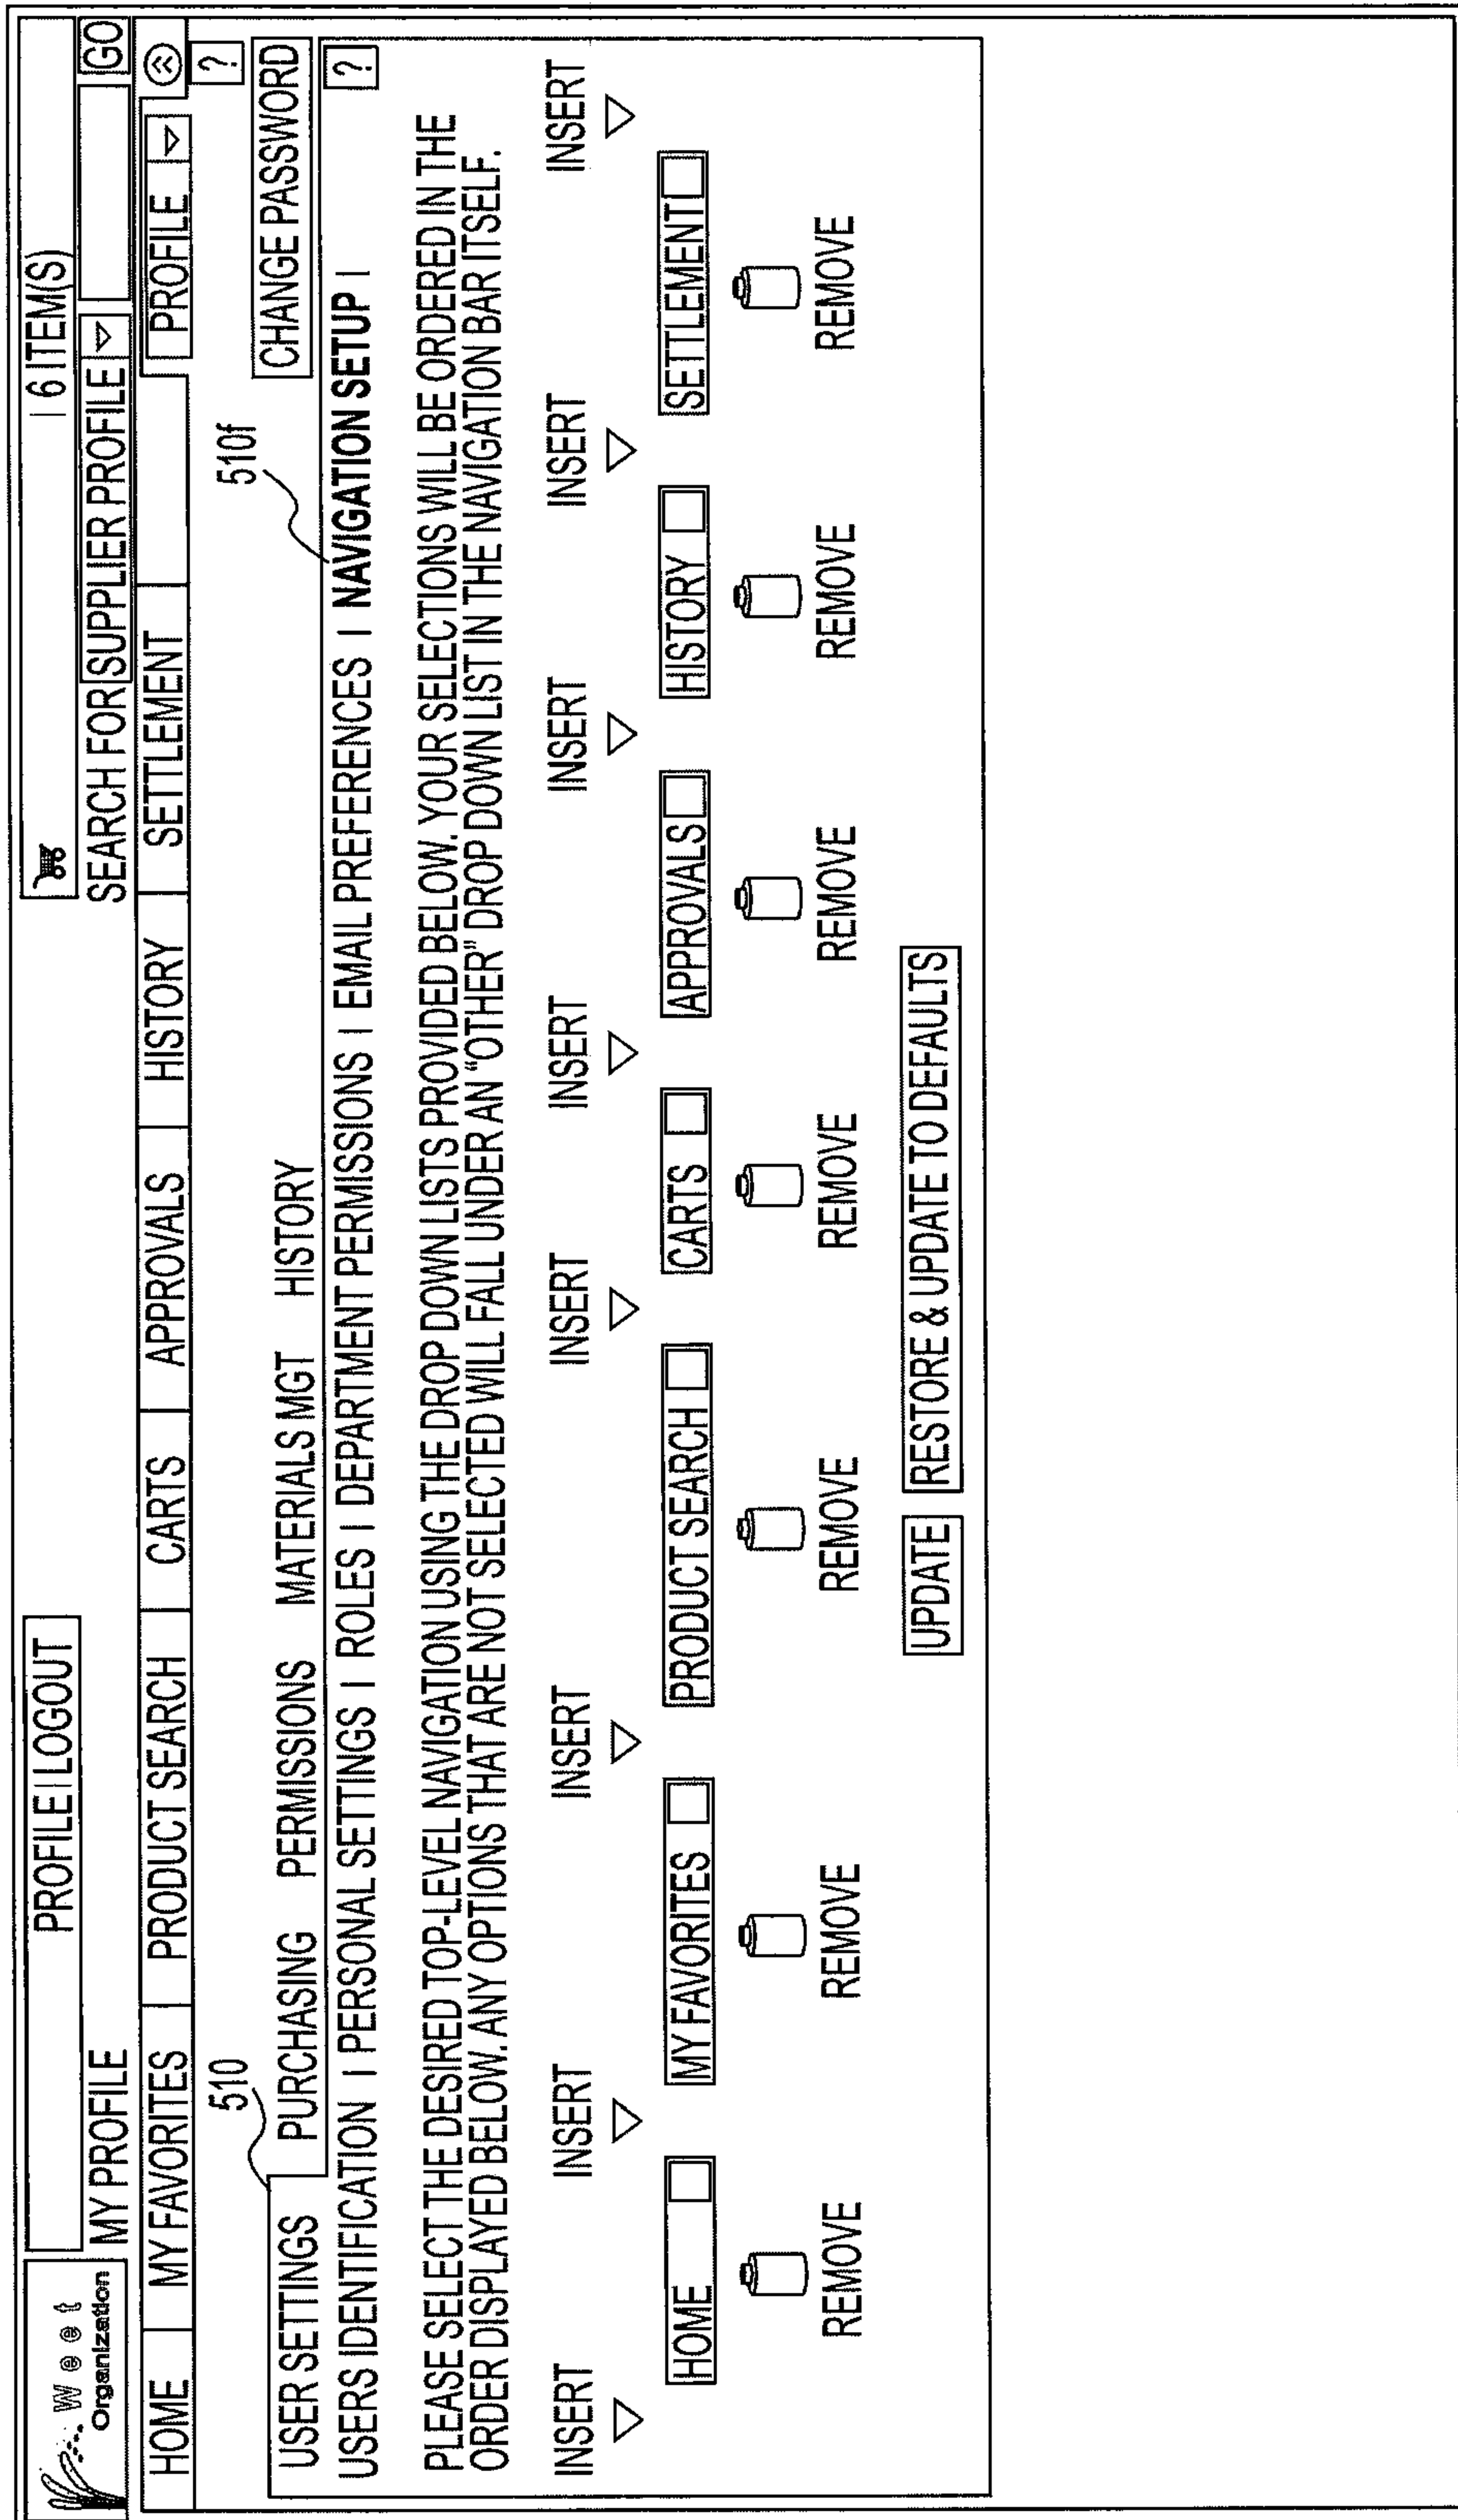 Weet
Organization
PROFILE | LOGOUT
| 6 ITEM(S)
MY PROFILE
SEARCH FOR SUPPLIER PROFILE GO
HOME MY FAVORITES PRODUCT SEARCH CARTS APPROVALS HISTORY SETTLEMENT PROFILE
?
510
510f
USER SETTINGS PURCHASING PERMISSIONS MATERIALS MGT HISTORY CHANGE PASSWORD
USERS IDENTIFICATION | PERSONAL SETTINGS | ROLES | DEPARTMENT PERMISSIONS | EMAIL PREFERENCES | NAVIGATION SETUP | ?
PLEASE SELECT THE DESIRED TOP-LEVEL NAVIGATION USING THE DROP DOWN LISTS PROVIDED BELOW. YOUR SELECTIONS WILL BE ORDERED IN THE
ORDER DISPLAYED BELOW. ANY OPTIONS THAT ARE NOT SELECTED WILL FALL UNDER AN "OTHER" DROP DOWN LIST IN THE NAVIGATION BAR ITSELF.
INSERT INSERT INSERT INSERT INSERT INSERT INSERT INSERT
HOME MY FAVORITES PRODUCT SEARCH CARTS APPROVALS HISTORY SETTLEMENT
REMOVE REMOVE REMOVE REMOVE REMOVE REMOVE REMOVE
UPDATE RESTORE & UPDATE TO DEFAULTS